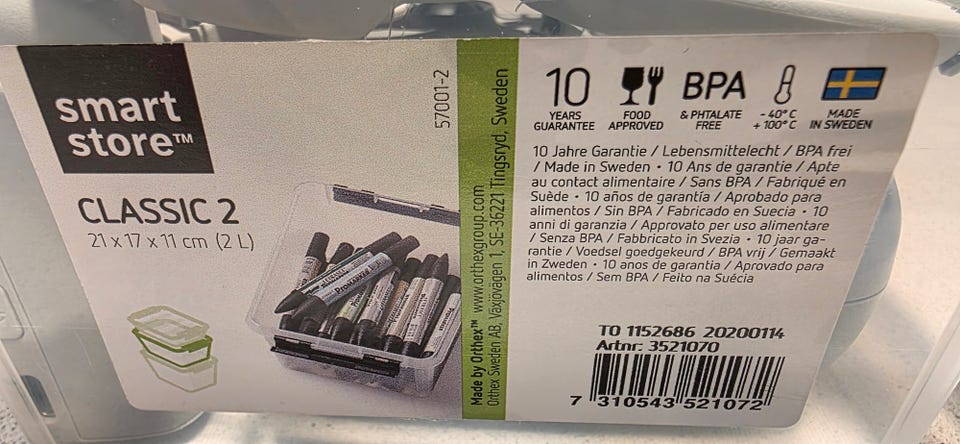 smart
store™
CLASSIC 2
21 x 17 x 11 cm (2 L)
57001-2
Made by Orthex™ www.orthexgroup.com
Orthex Sweden AB, Växjövägen 1, SE-36221 Tingsryd, Sweden
10
YEARS
GUARANTEE
FOOD
APPROVED
BPA
& PHTALATE
FREE
- 40° C
+ 100° C
MADE
IN SWEDEN
10 Jahre Garantie / Lebensmittelecht / BPA frei
/ Made in Sweden • 10 Ans de garantie / Apte
au contact alimentaire / Sans BPA / Fabriqué en
Suède • 10 años de garantía / Aprobado para
alimentos / Sin BPA / Fabricado en Suecia • 10
anni di garanzia / Approvato per uso alimentare
/ Senza BPA / Fabbricato in Svezia • 10 jaar ga-
rantie / Voedsel goedgekeurd / BPA vrij / Gemaakt
in Zweden • 10 anos de garantia / Aprovado para
alimentos / Sem BPA / Feito na Suécia
TO 1152686 20200114
Artnr: 3521070
7 310543 521072